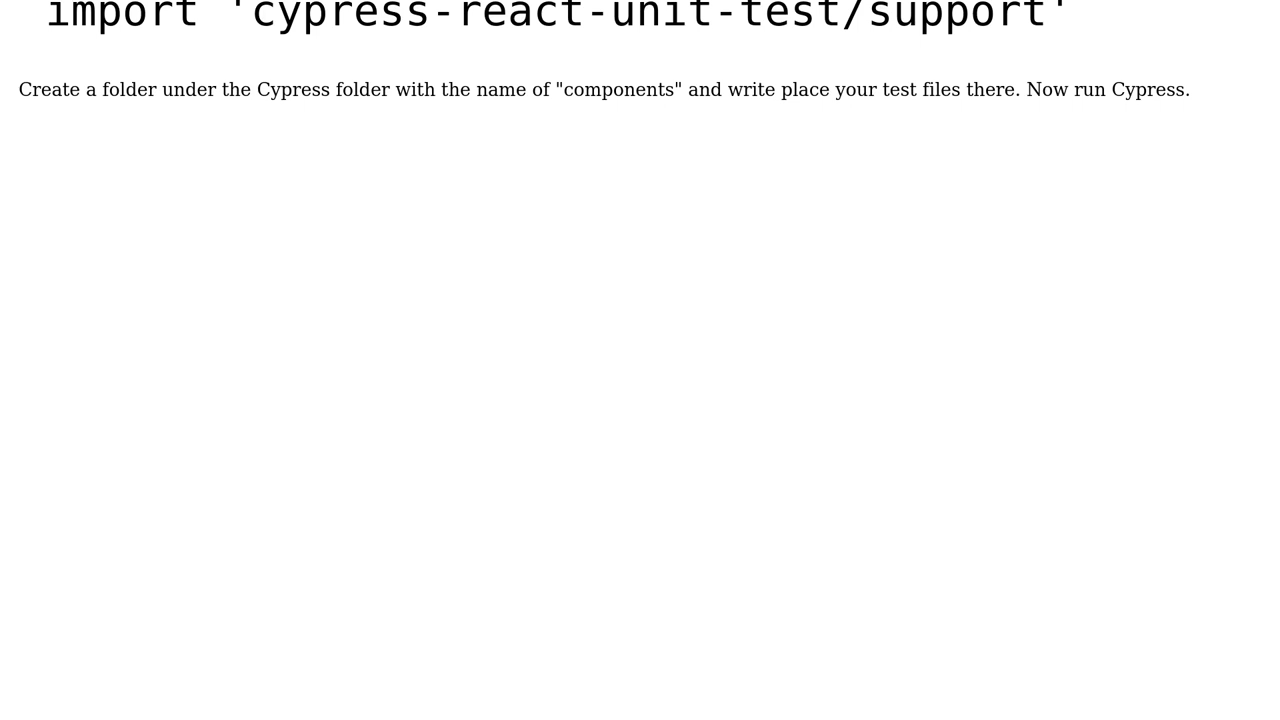 import 'cypress-react-unit-test/support'
Create a folder under the Cypress folder with the name of "components" and write place your test files there. Now run Cypress.